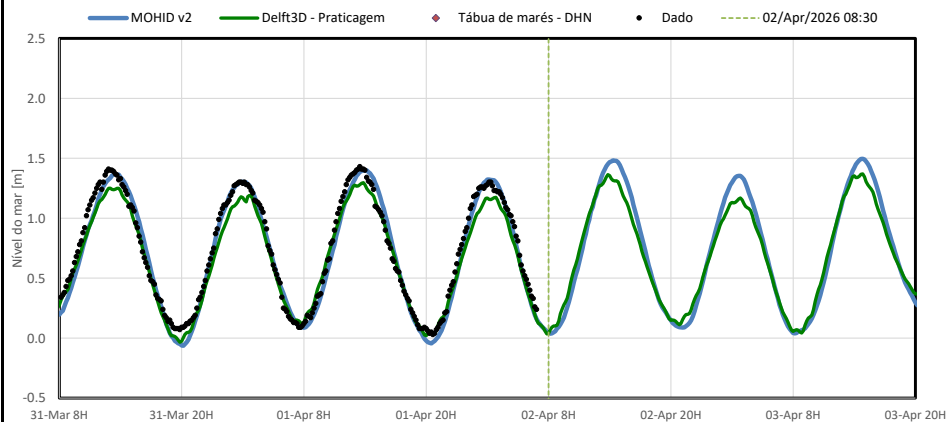 MOHID v2 Delft3D - Praticagem Tábua de marés - DHN Dado 02/Apr/2026 08:30
2.5
2.0
1.5
1.0
0.5
0.0
-0.5
Nível do mar [m]
31-Mar 8H 31-Mar 20H 01-Apr 8H 01-Apr 20H 02-Apr 8H 02-Apr 20H 03-Apr 8H 03-Apr 20H